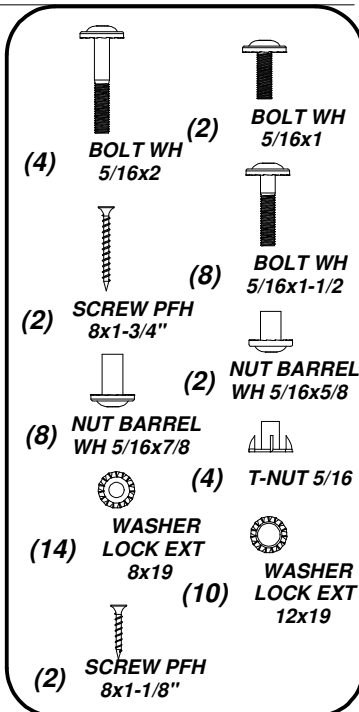 (4)
BOLT WH
5/16x2
(2)
BOLT WH
5/16x1
(2)
SCREW PFH
8x1-3/4"
(8)
BOLT WH
5/16x1-1/2
(8)
NUT BARREL
WH 5/16x7/8
(2)
NUT BARREL
WH 5/16x5/8
(4)
T-NUT 5/16
(14)
WASHER
LOCK EXT
8x19
(10)
WASHER
LOCK EXT
12x19
(2)
SCREW PFH
8x1-1/8"